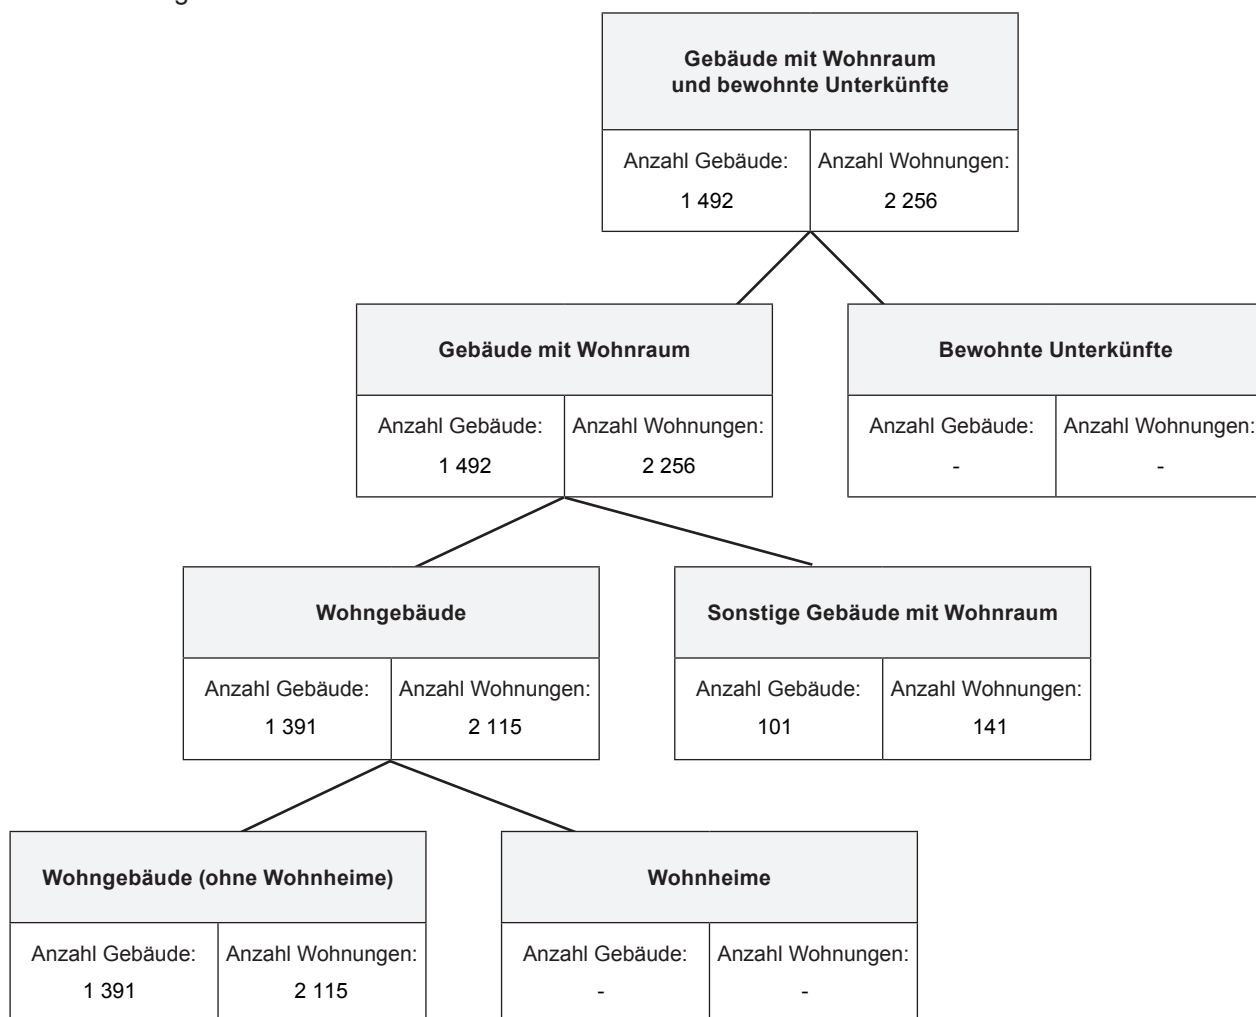 Gebäude mit Wohnraum
und bewohnte Unterkünfte
Anzahl Gebäude: Anzahl Wohnungen:
1 492 2 256
Gebäude mit Wohnraum Bewohnte Unterkünfte
Anzahl Gebäude: Anzahl Wohnungen: Anzahl Gebäude: Anzahl Wohnungen:
1 492 2 256 - -
Wohngebäude Sonstige Gebäude mit Wohnraum
Anzahl Gebäude: Anzahl Wohnungen: Anzahl Gebäude: Anzahl Wohnungen:
1 391 2 115 101 141
Wohngebäude (ohne Wohnheime) Wohnheime
Anzahl Gebäude: Anzahl Wohnungen: Anzahl Gebäude: Anzahl Wohnungen:
1 391 2 115 - -